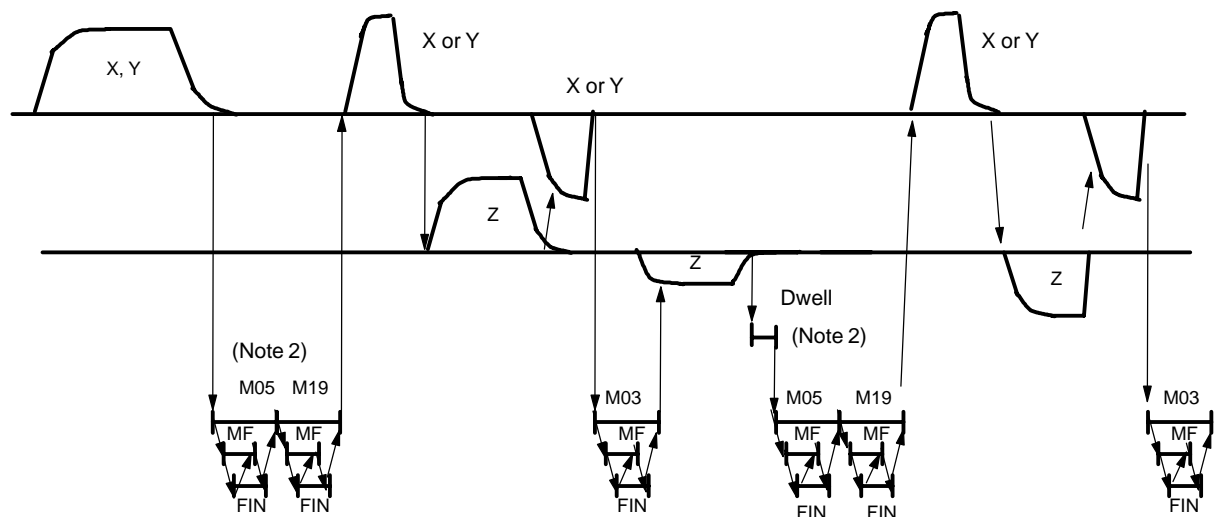 X, Y
X or Y
X or Y
X or Y
Z
Z
Z
Dwell
(Note 2)
(Note 2)
M05 M19
M03
M05 M19
M03
MF MF
MF
MF MF
MF
FIN FIN
FIN
FIN FIN
FIN